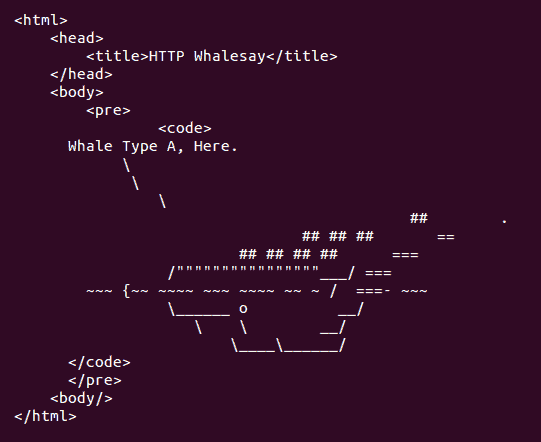 <html>
    <head>
        <title>HTTP Whalesay</title>
    </head>
    <body>
        <pre>
                <code>
      Whale Type A, Here.
            \
             \
                \
                                            ##        .
                                ## ## ##       ==
                         ## ## ## ##      ===
                 /""""""""""""""""___/ ===
        ~~~ {~~ ~~~~ ~~~ ~~~~ ~~ ~ /  ===- ~~~
                 \______ o          __/
                    \    \        __/
                        \____\______/
      </code>
      </pre>
    <body/>
</html>